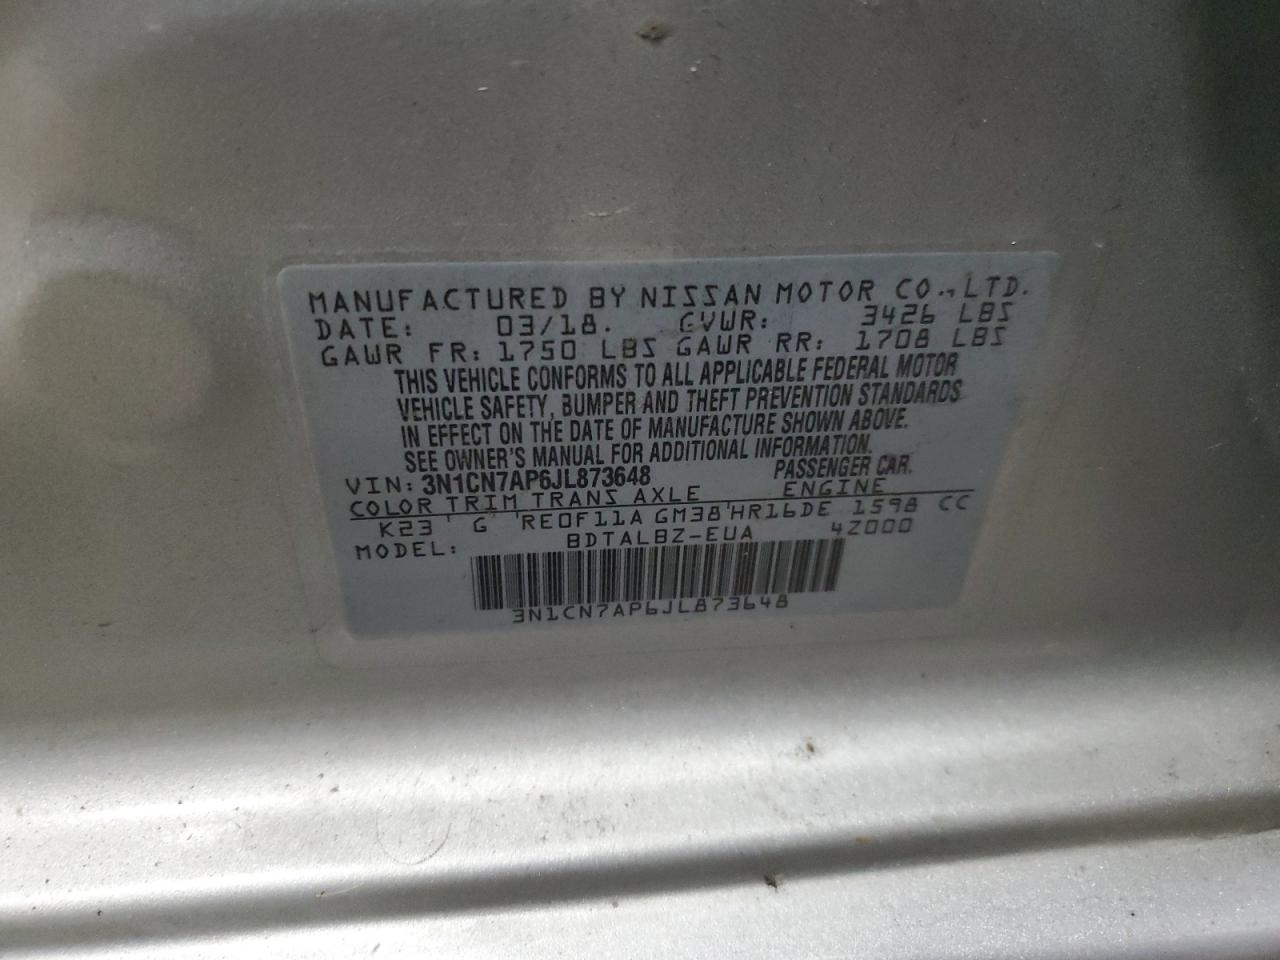 MANUFACTURED BY NISSAN MOTOR CO., LTD.
DATE: 03/18. GVWR: 3426 LBS
GAWR FR: 1750 LBS GAWR RR: 1708 LBS
THIS VEHICLE CONFORMS TO ALL APPLICABLE FEDERAL MOTOR
VEHICLE SAFETY, BUMPER AND THEFT PREVENTION STANDARDS
IN EFFECT ON THE DATE OF MANUFACTURE SHOWN ABOVE.
SEE OWNER'S MANUAL FOR ADDITIONAL INFORMATION.
VIN: 3N1CN7AP6JL873648 PASSENGER CAR.
COLOR TRIM TRANS AXLE ENGINE
K23 ' G 'RE0F11A GM38'HR16DE 1598 CC
MODEL: BDTALBZ-EUA 4Z000
3N1CN7AP6JL873648